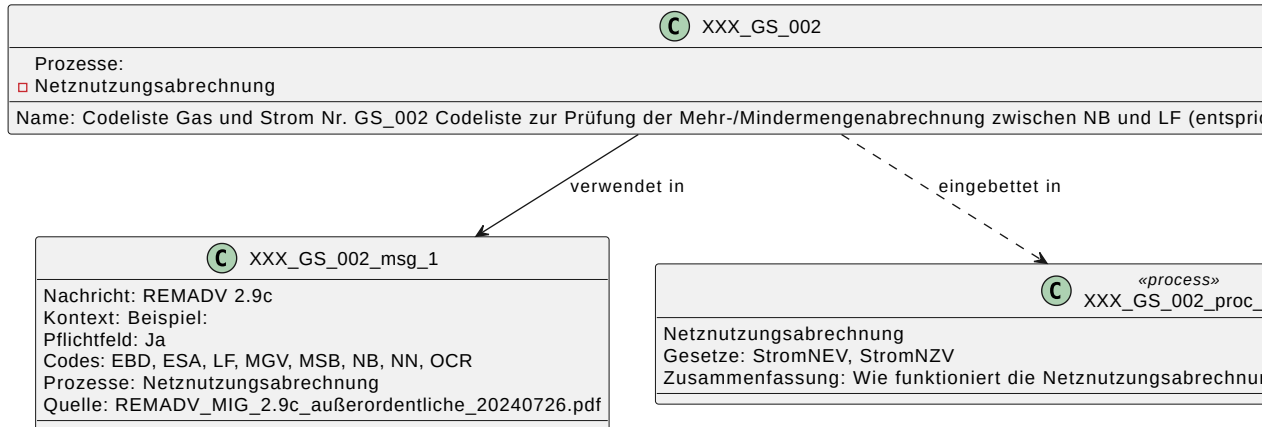 C XXX_GS_002
Prozesse:
Netznutzungsabrechnung
Name: Codeliste Gas und Strom Nr. GS_002 Codeliste zur Prüfung der Mehr-/Mindermengenabrechnung zwischen NB und LF
verwendet in
eingebettet in
C XXX_GS_002_msg_1
Nachricht: REMADV 2.9c
Kontext: Beispiel:
Pflichtfeld: Ja
Codes: EBD, ESA, LF, MGV, MSB, NB, NN, OCR
Prozesse: Netznutzungsabrechnung
Quelle: REMADV_MIG_2.9c_außerordentliche_20240726.pdf
«process»
C XXX_GS_002_proc_
Netznutzungsabrechnung
Gesetze: StromNEV, StromNZV
Zusammenfassung: Wie funktioniert die